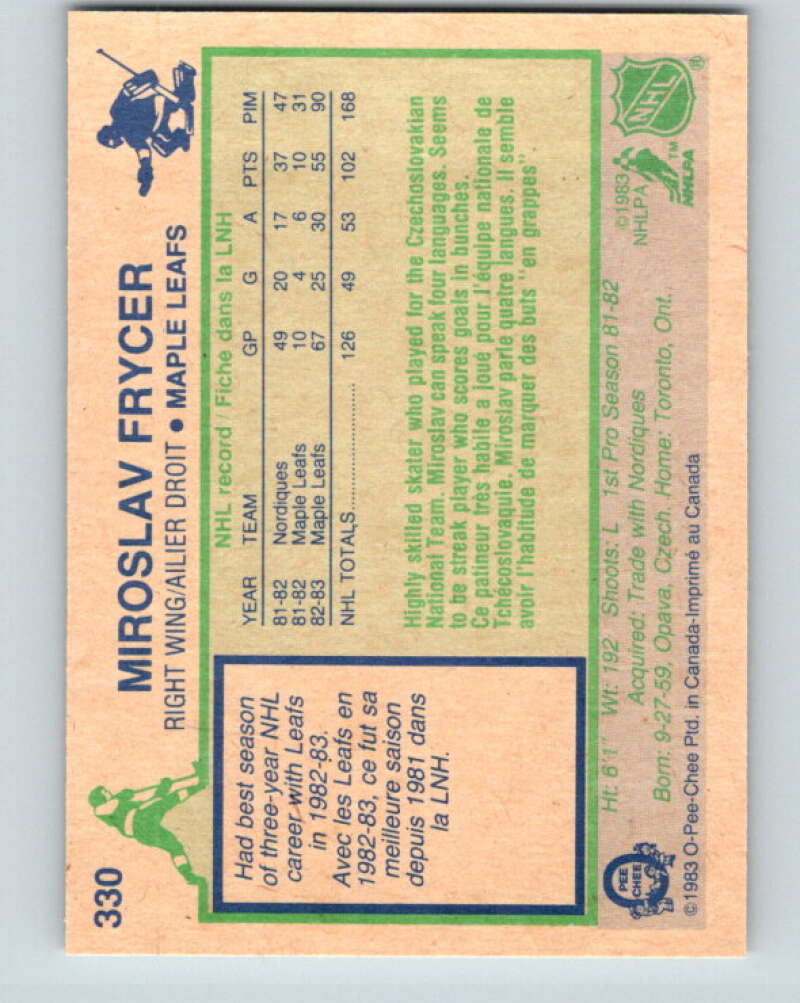 330
MIROSLAV FRYCER
RIGHT WING/AILIER DROIT • MAPLE LEAFS
Had best season
of three-year NHL
career with Leafs
in 1982-83.
Avec les Leafs en
1982-83, ce fut sa
meilleure saison
depuis 1981 dans
la LNH.
NHL record / Fiche dans la LNH
YEAR TEAM GP G A PTS PIM
81-82 Nordiques 49 20 17 37 47
81-82 Maple Leafs 10 4 6 10 31
82-83 Maple Leafs 67 25 30 55 90
NHL TOTALS.................... 126 49 53 102 168
Highly skilled skater who played for the Czechoslovakian
National Team. Miroslav can speak four languages. Seems
to be streak player who scores goals in bunches.
Ce patineur très habile a joué pour l'équipe nationale de
Tchécoslovaquie. Miroslav parle quatre langues. Il semble
avoir l'habitude de marquer des buts "en grappes".
Ht: 6'1" Wt: 192 Shoots: L 1st Pro Season 81-82
Acquired: Trade with Nordiques
Born: 9-27-59, Opava, Czech. Home: Toronto, Ont.
©1983
NHLPA
NHL
®
TM
NHLPA
O
PEE
CHEE
©1983 O-Pee-Chee Ptd. in Canada-Imprimé au Canada